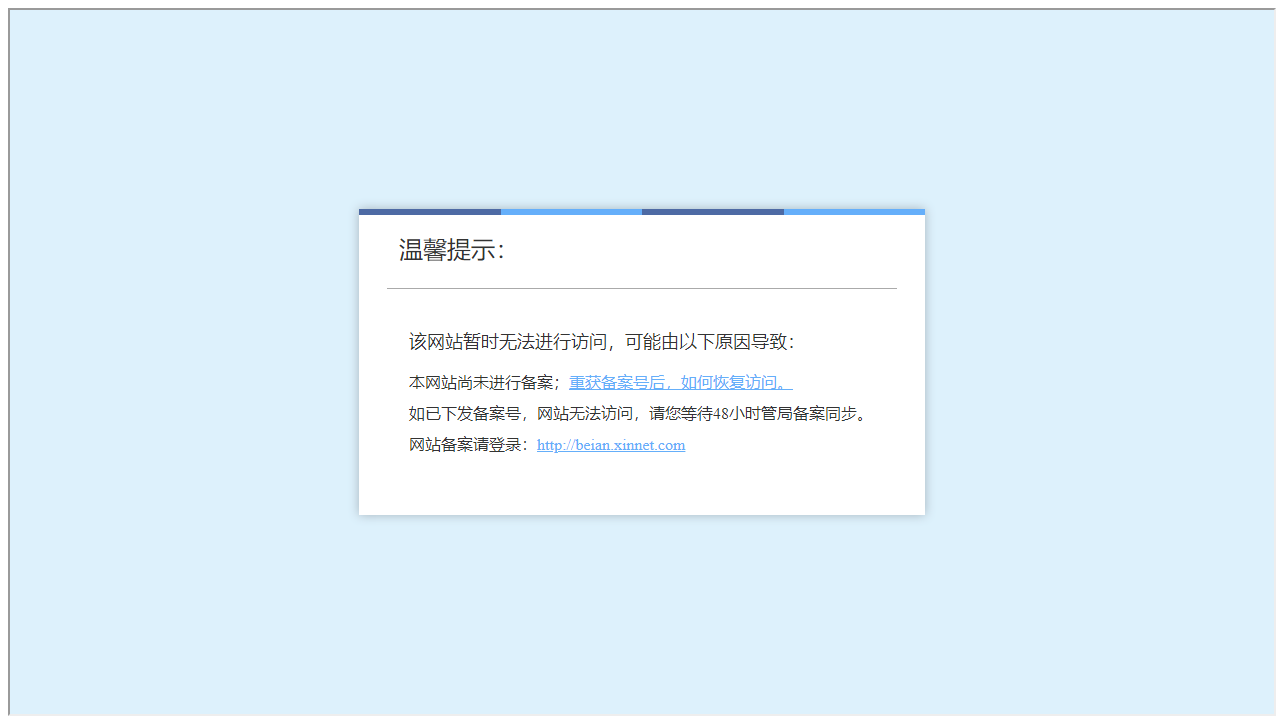 温馨提示：
该网站暂时无法进行访问，可能由以下原因导致：
本网站尚未进行备案；重获备案号后，如何恢复访问。
如已下发备案号，网站无法访问，请您等待48小时管局备案同步。
网站备案请登录：http://beian.xinnet.com